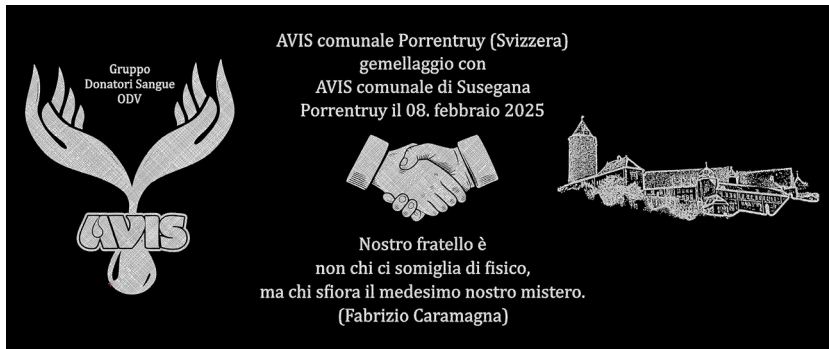 Gruppo
Donatori Sangue
ODV
AVIS
AVIS comunale Porrentruy (Svizzera)
gemellaggio con
AVIS comunale di Susegana
Porrentruy il 08. febbraio 2025
Nostro fratello è
non chi ci somiglia di fisico,
ma chi sfiora il medesimo nostro mistero.
(Fabrizio Caramagna)